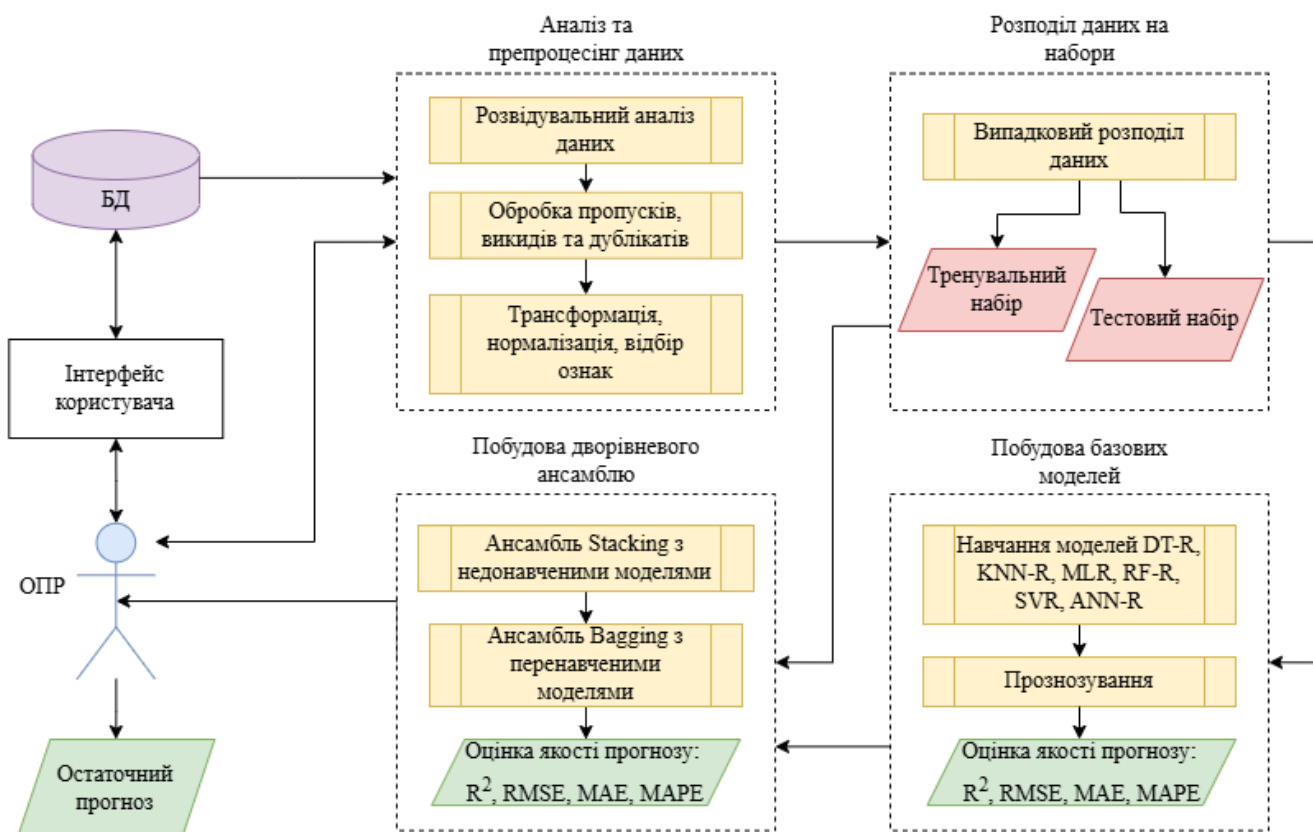 Аналіз та
препроцесінг даних
Розвідувальний аналіз
даних
Обробка пропусків,
викидів та дублікатів
Трансформація,
нормалізація, відбір
ознак
Розподіл даних на
набори
Випадковий розподіл
даних
Тренувальний
набір
Тестовий набір
БД
Інтерфейс
користувача
ОПР
Остаточний
прогноз
Побудова дворівневого
ансамблю
Ансамбль Stacking з
недонавченими моделями
Ансамбль Bagging з
перенавченими
моделями
Оцінка якості прогнозу:
R², RMSE, MAE, MAPE
Побудова базових
моделей
Навчання моделей DT-R,
KNN-R, MLR, RF-R,
SVR, ANN-R
Прогнозування
Оцінка якості прогнозу:
R², RMSE, MAE, MAPE